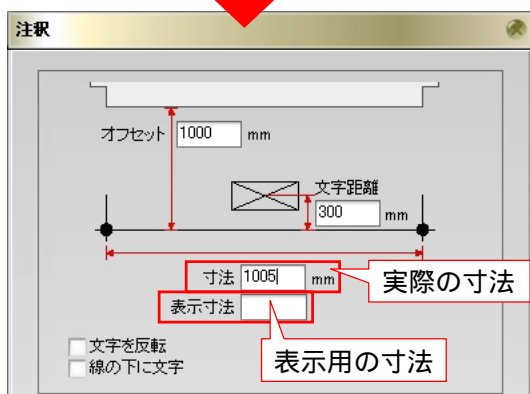 注釈
オフセット 1000 mm
文字距離
300 mm
寸法 1005 mm
実際の寸法
表示寸法
文字を反転
線の下に文字
表示用の寸法